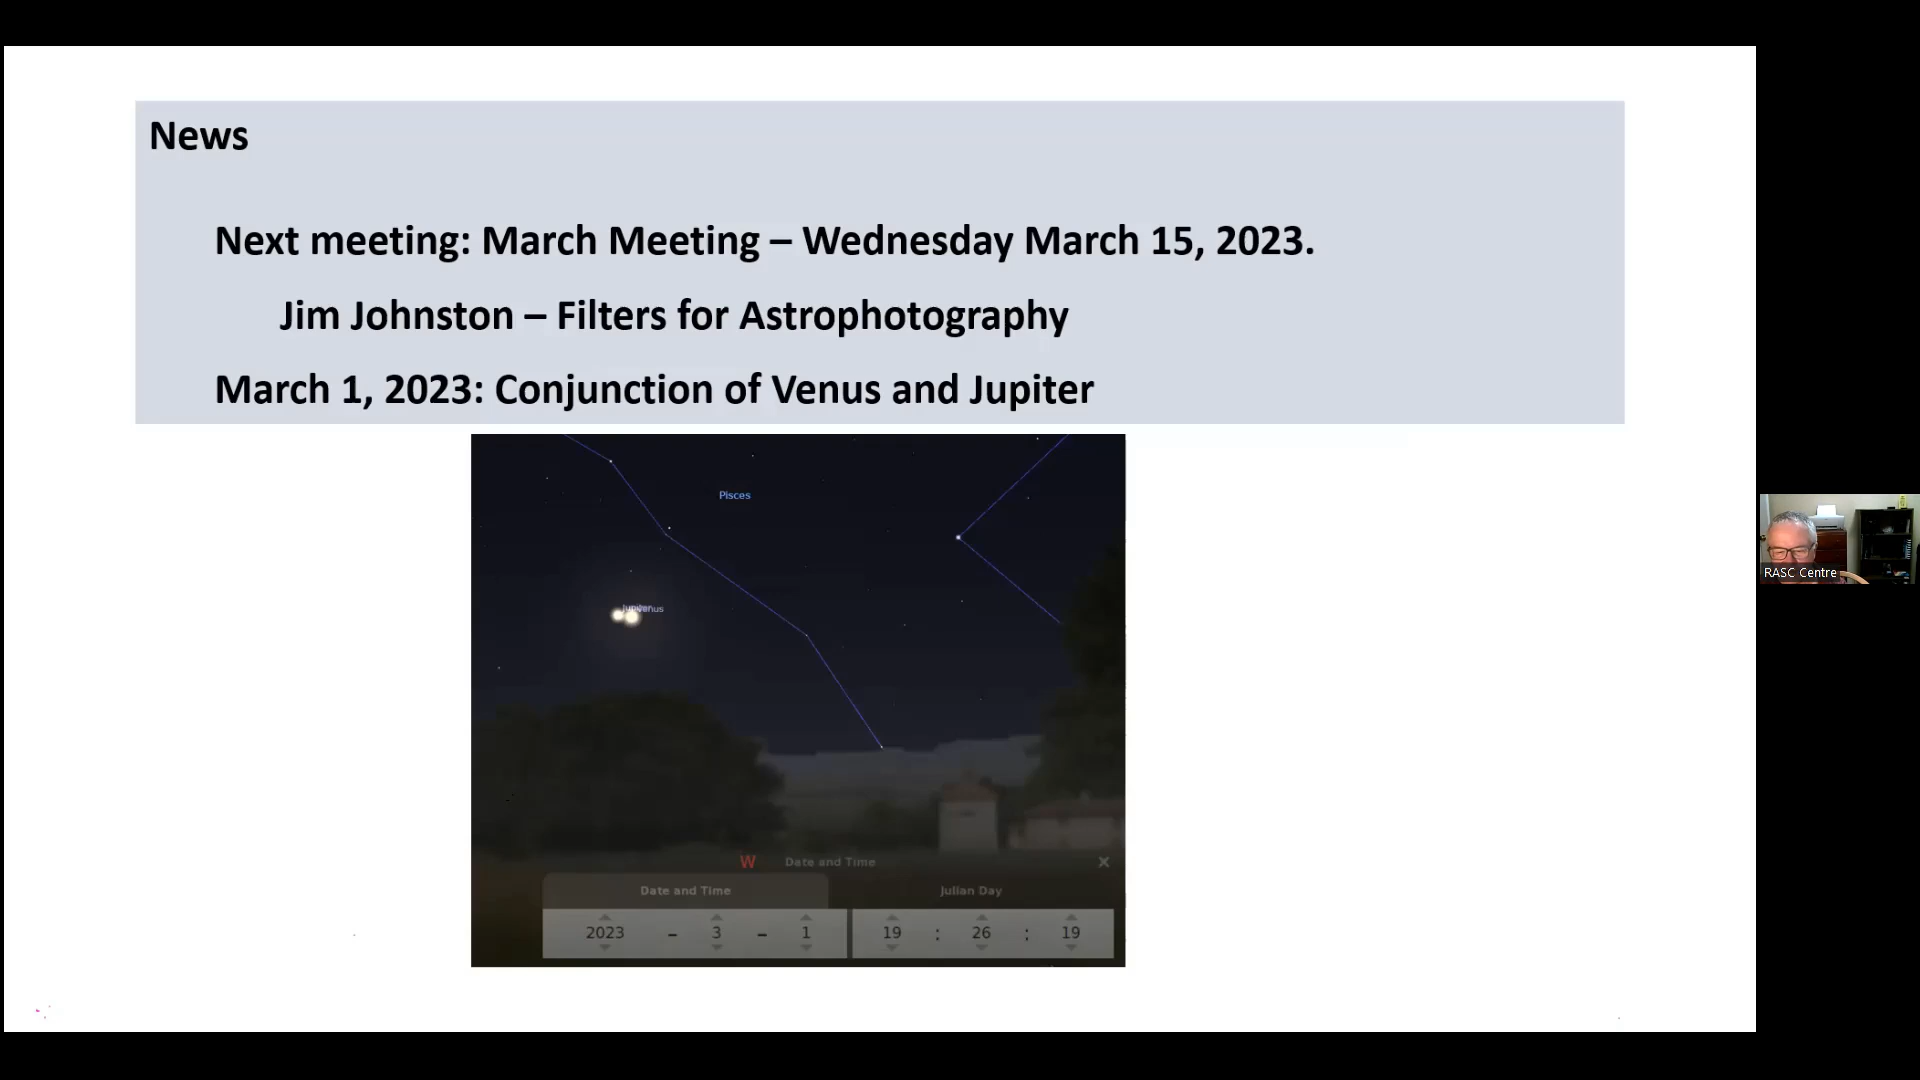 News
Next meeting: March Meeting – Wednesday March 15, 2023.
Jim Johnston – Filters for Astrophotography
March 1, 2023: Conjunction of Venus and Jupiter
Pisces
Jupiter Venus
W Date and Time X
Date and Time Julian Day
2023 – 3 – 1 19 : 26 : 19
RASC Centre